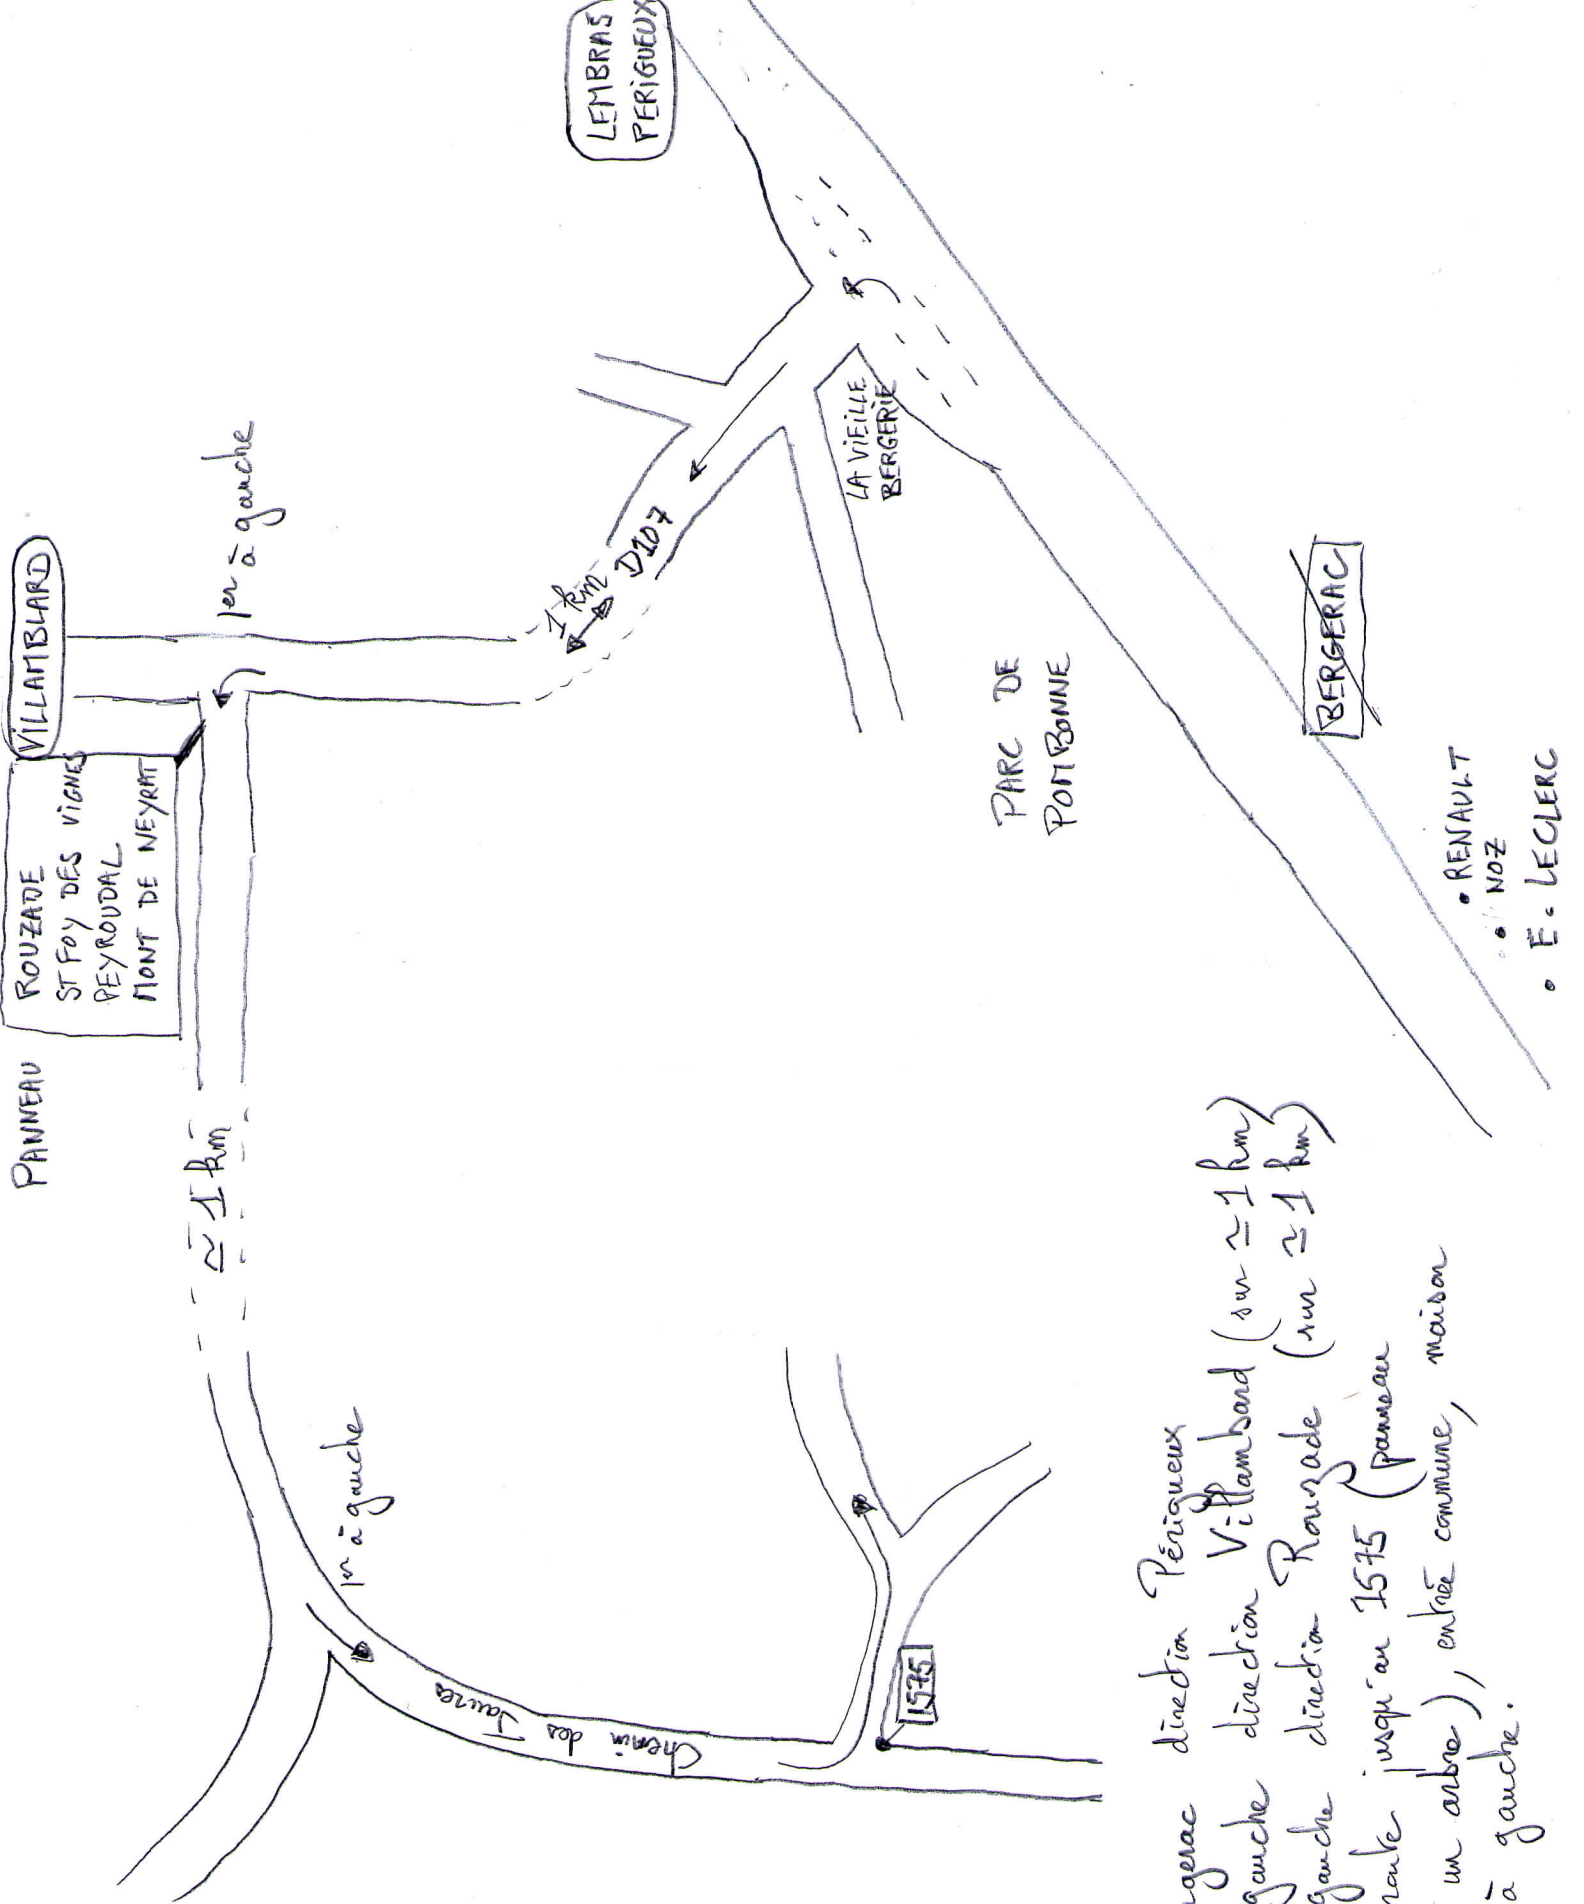 PANNEAU
ROUZADE
ST FOY DES VIGNES
PEYROUDAL
MONT DE NEYRAT
VILLAMBLARD
1er à gauche
≃ 1 km
1 km
D107
LEMBRAS
PERIGUEUX
LA VIEILLE
BERGERIE
PARC DE
POMBONNE
BERGERAC
• RENAULT
• NOZ
• E. LECLERC
1er à gauche
Chemin des Jaures
1575
gerac direction Périgueux
gauche direction Villambard (sur ≃ 1 km)
gauche direction Rouzade (sur ≃ 1 km)
route jusqu'au 1575 (panneau
un arbre), entrée commune, maison
à gauche.